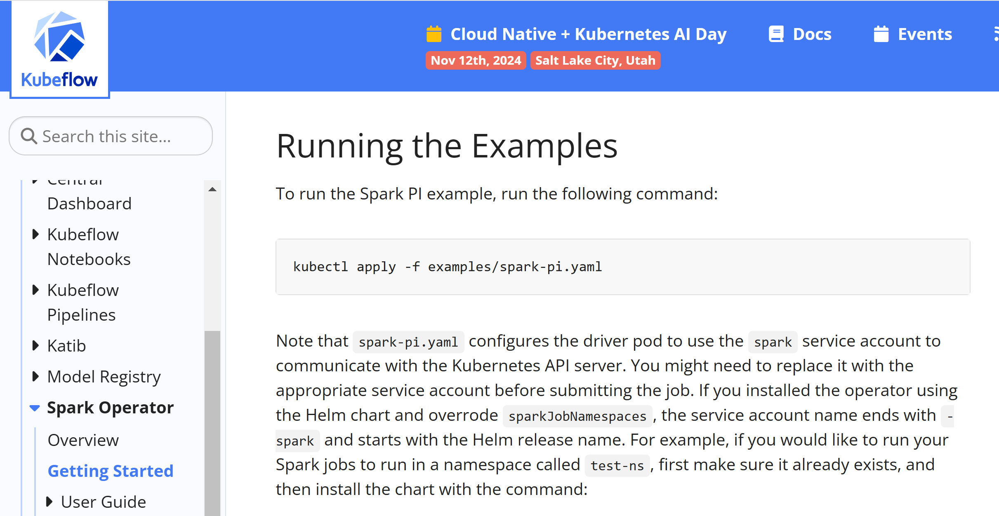 Kubeflow
Cloud Native + Kubernetes AI Day
Nov 12th, 2024 Salt Lake City, Utah
Docs
Events
Search this site...
Central
Dashboard
Kubeflow
Notebooks
Kubeflow
Pipelines
Katib
Model Registry
Spark Operator
Overview
Getting Started
User Guide
Running the Examples
To run the Spark PI example, run the following command:
kubectl apply -f examples/spark-pi.yaml
Note that spark-pi.yaml configures the driver pod to use the spark service account to
communicate with the Kubernetes API server. You might need to replace it with the
appropriate service account before submitting the job. If you installed the operator using
the Helm chart and overrode sparkJobNamespaces, the service account name ends with -
spark and starts with the Helm release name. For example, if you would like to run your
Spark jobs to run in a namespace called test-ns, first make sure it already exists, and
then install the chart with the command: